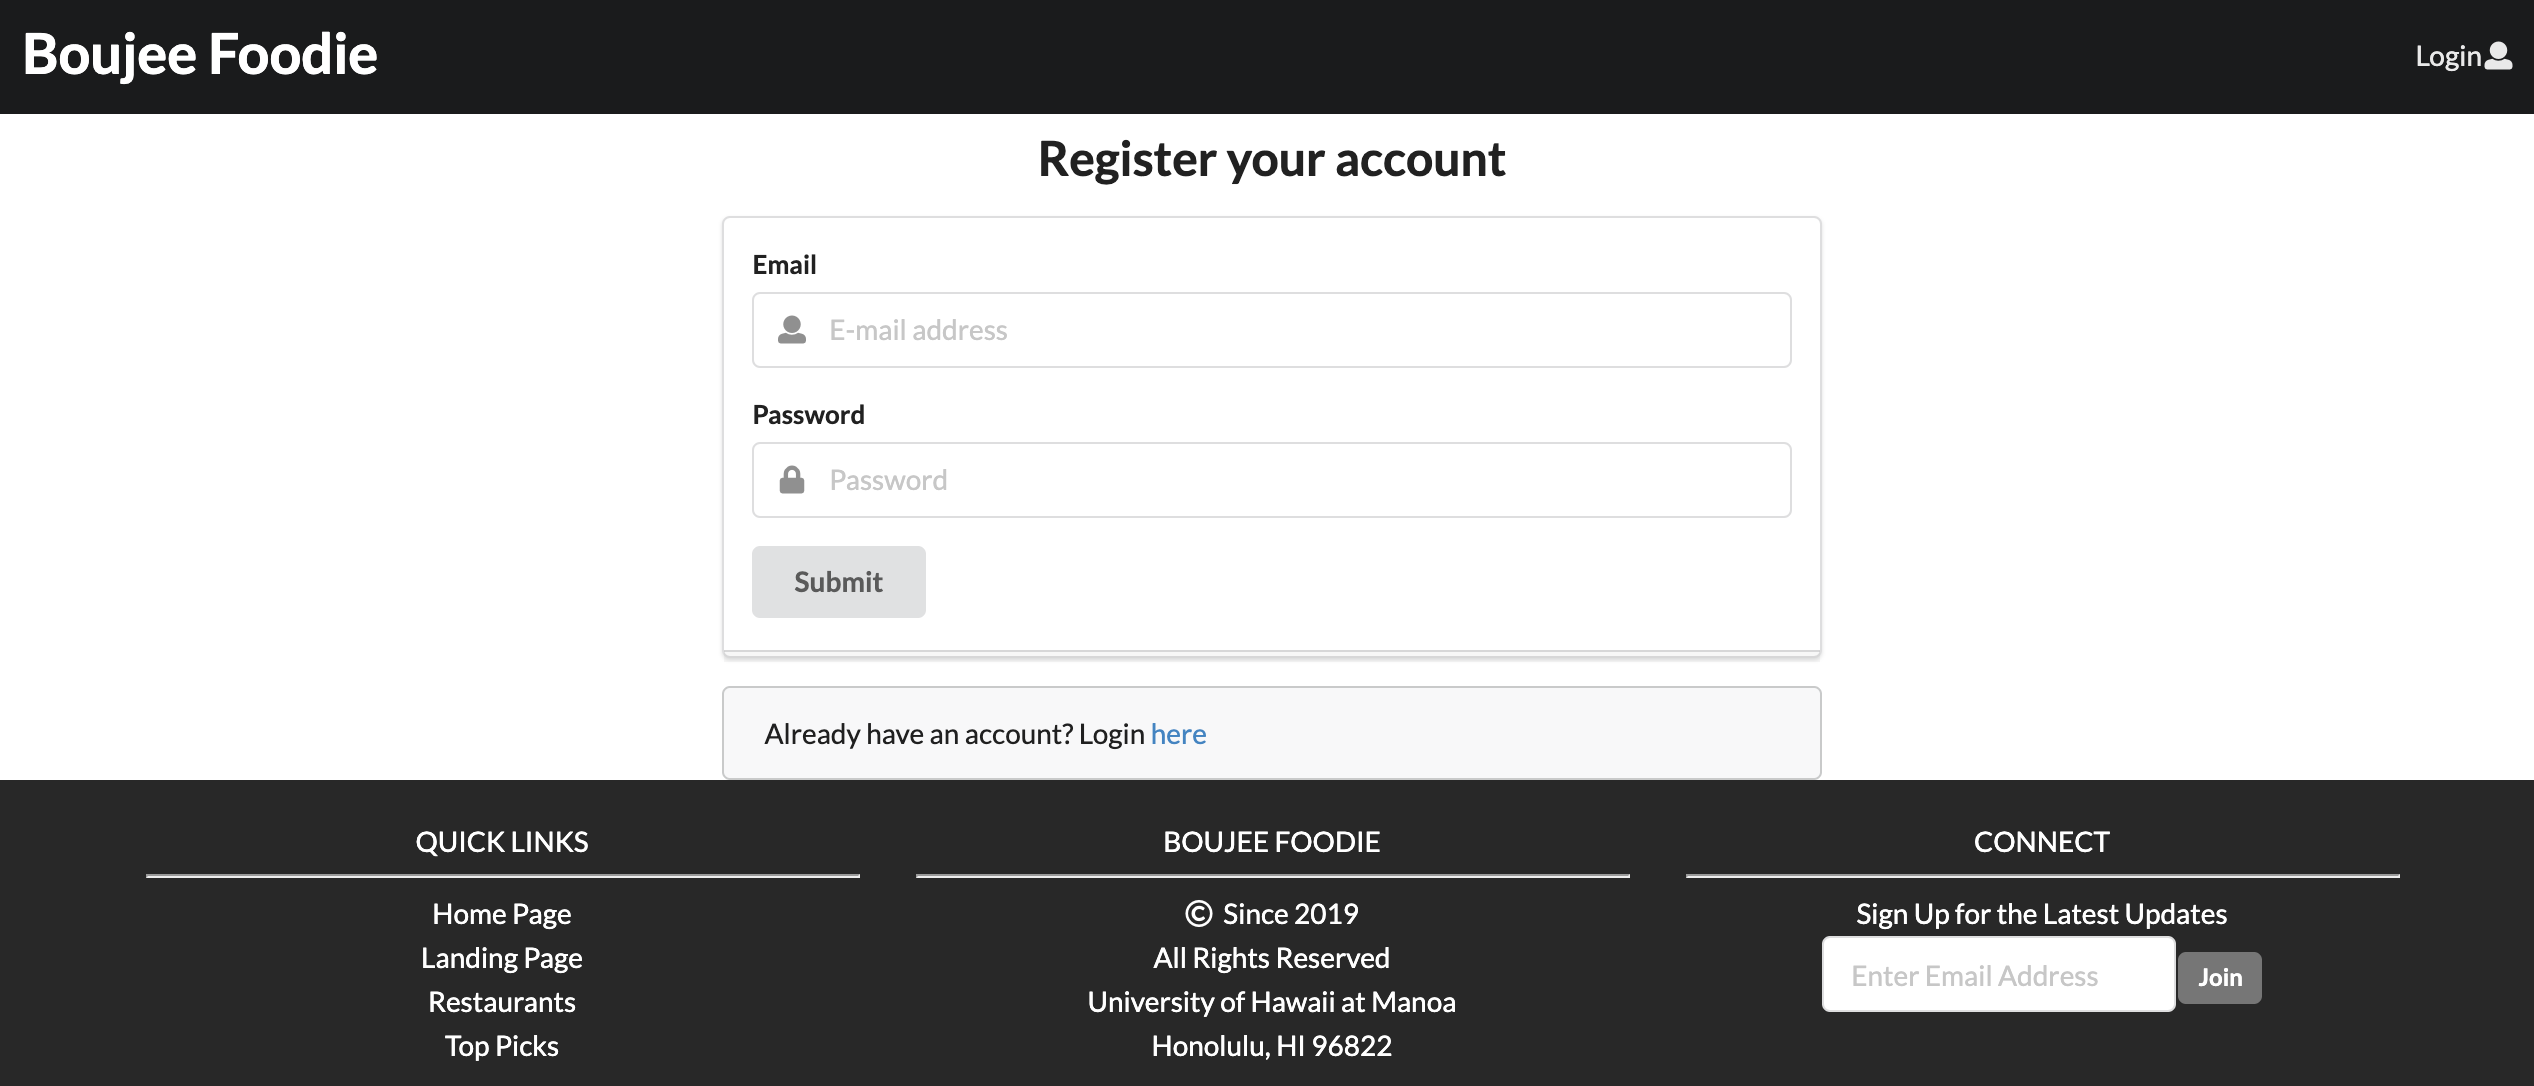 Boujee Foodie
Login
Register your account
Email
E-mail address
Password
Password
Submit
Already have an account? Login here
QUICK LINKS
Home Page
Landing Page
Restaurants
Top Picks
BOUJEE FOODIE
© Since 2019
All Rights Reserved
University of Hawaii at Manoa
Honolulu, HI 96822
CONNECT
Sign Up for the Latest Updates
Enter Email Address
Join